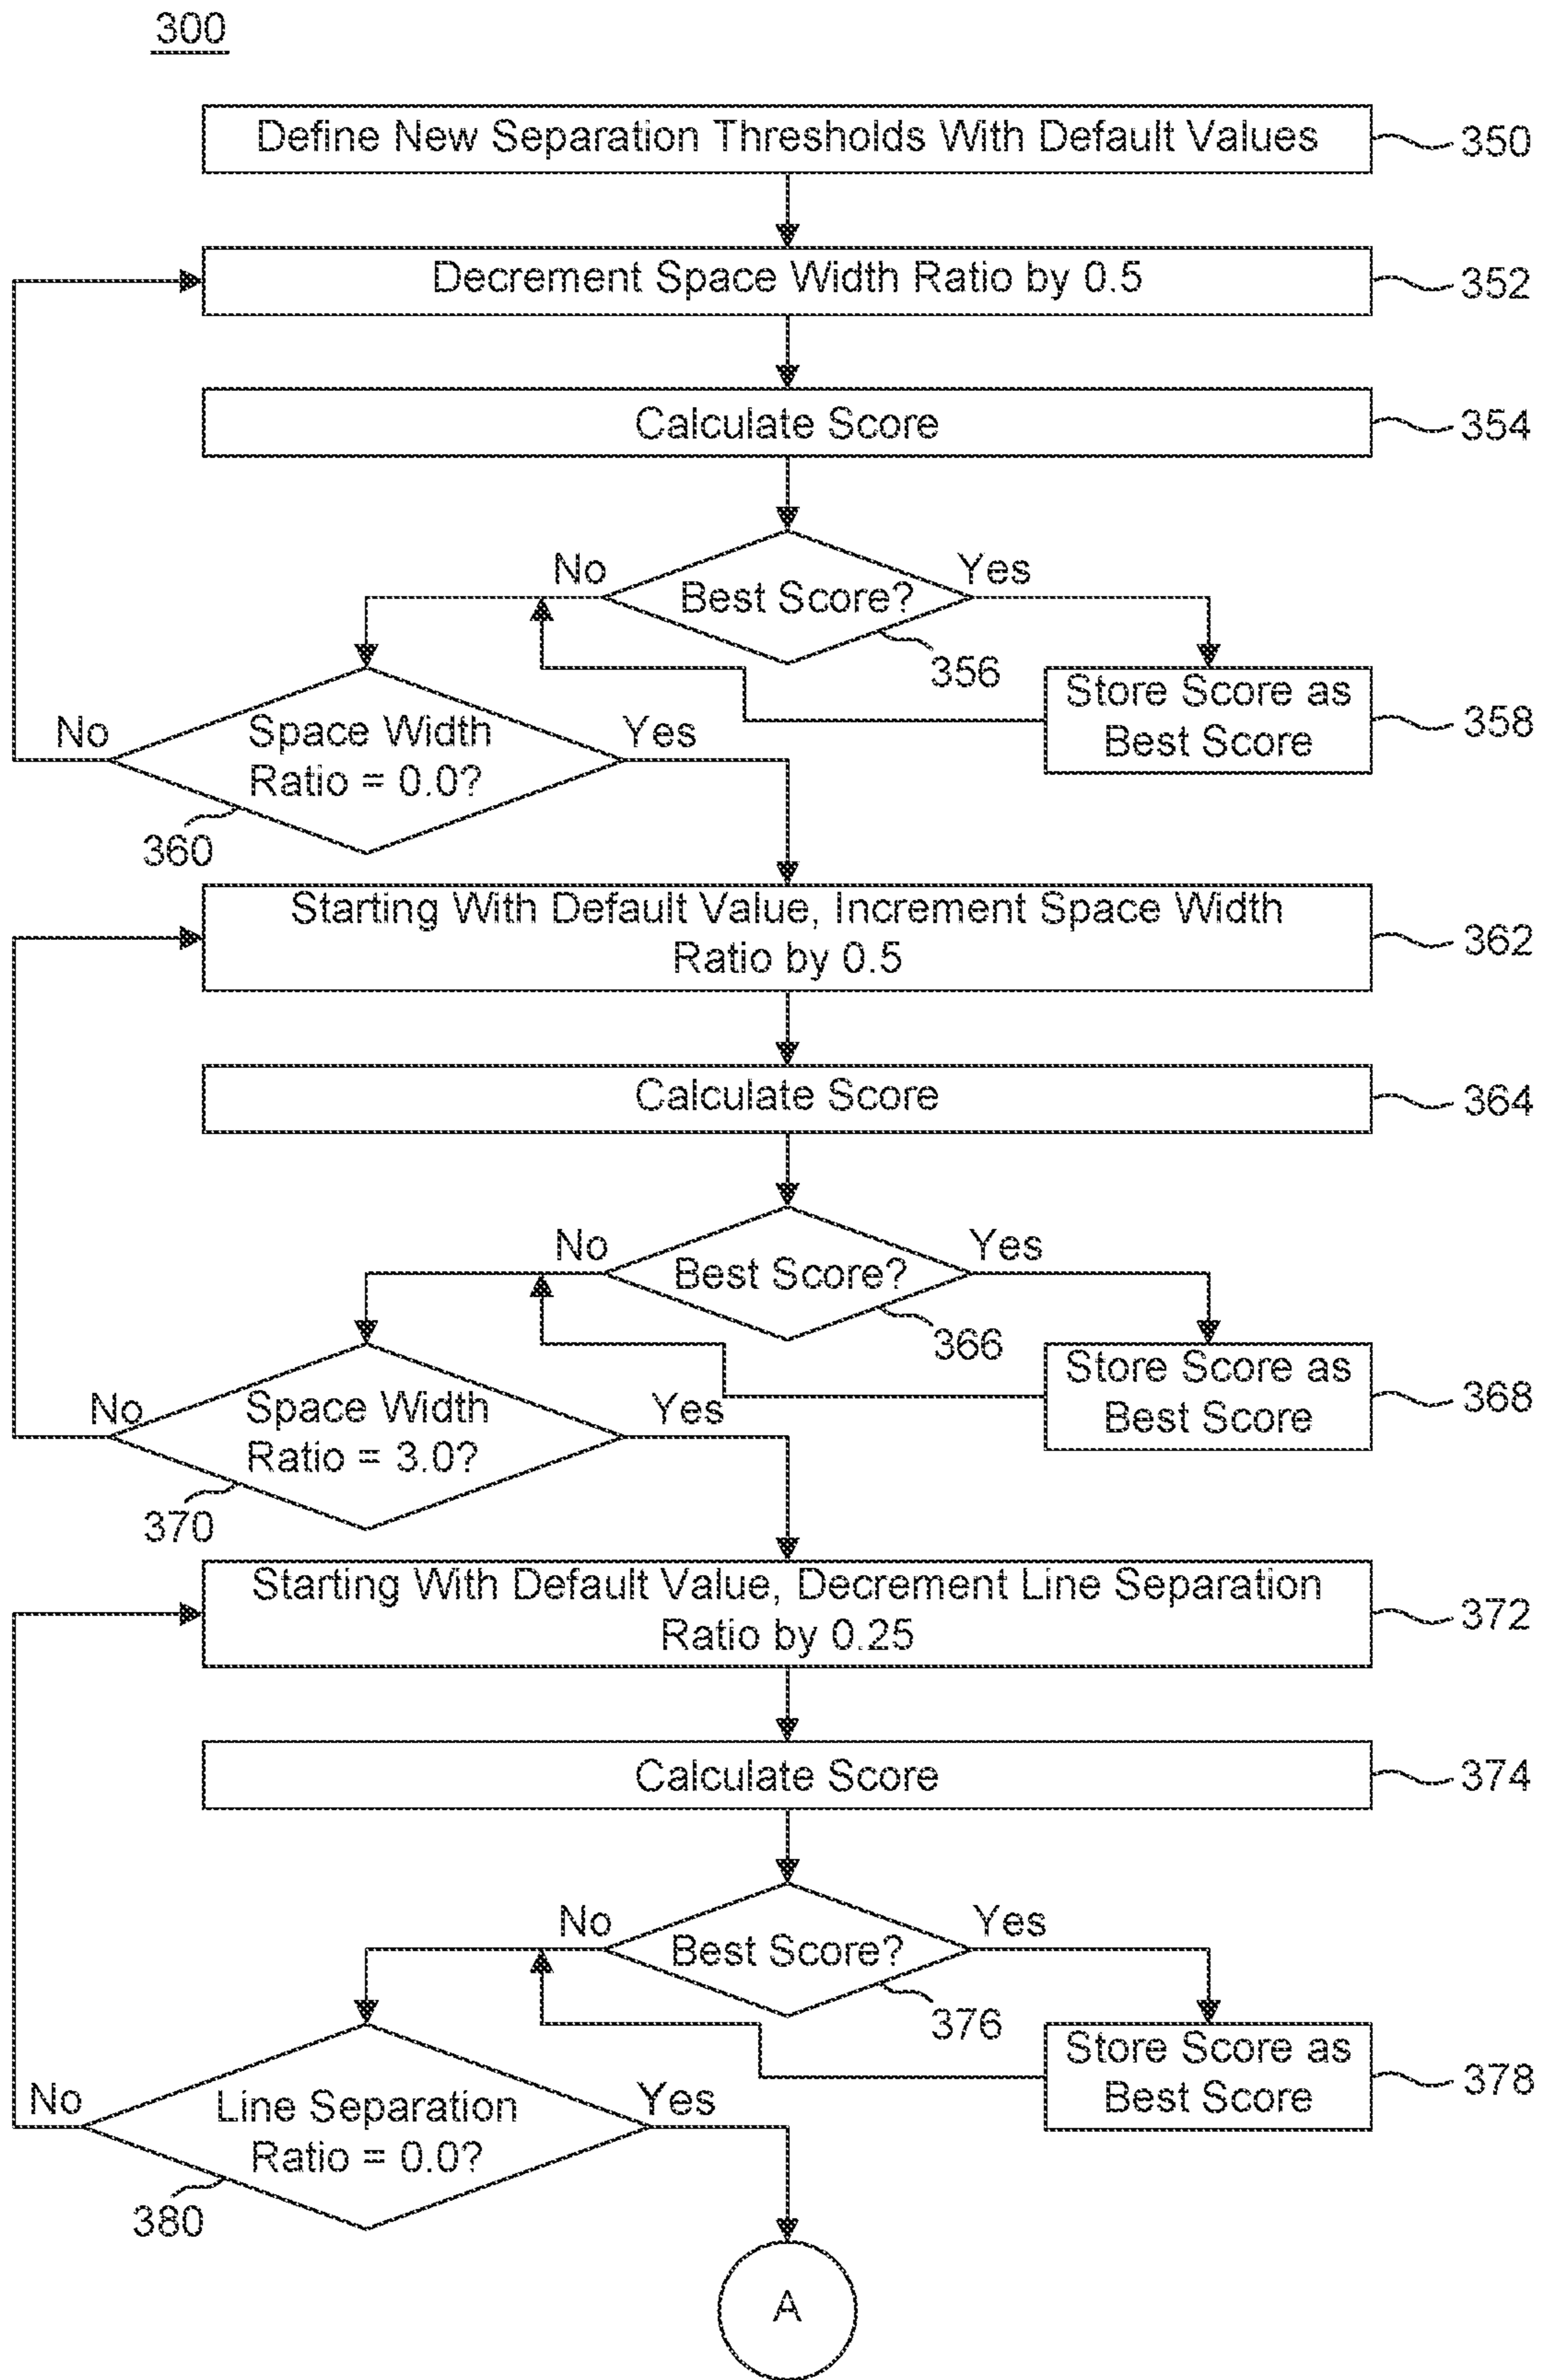 300
Define New Separation Thresholds With Default Values
350
Decrement Space Width Ratio by 0.5
352
Calculate Score
354
No
Best Score?
Yes
356
Store Score as
Best Score
358
No
Space Width
Ratio = 0.0?
Yes
360
Starting With Default Value, Increment Space Width
Ratio by 0.5
362
Calculate Score
364
No
Best Score?
Yes
366
Store Score as
Best Score
368
No
Space Width
Ratio = 3.0?
Yes
370
Starting With Default Value, Decrement Line Separation
Ratio by 0.25
372
Calculate Score
374
No
Best Score?
Yes
376
Store Score as
Best Score
378
No
Line Separation
Ratio = 0.0?
Yes
380
A